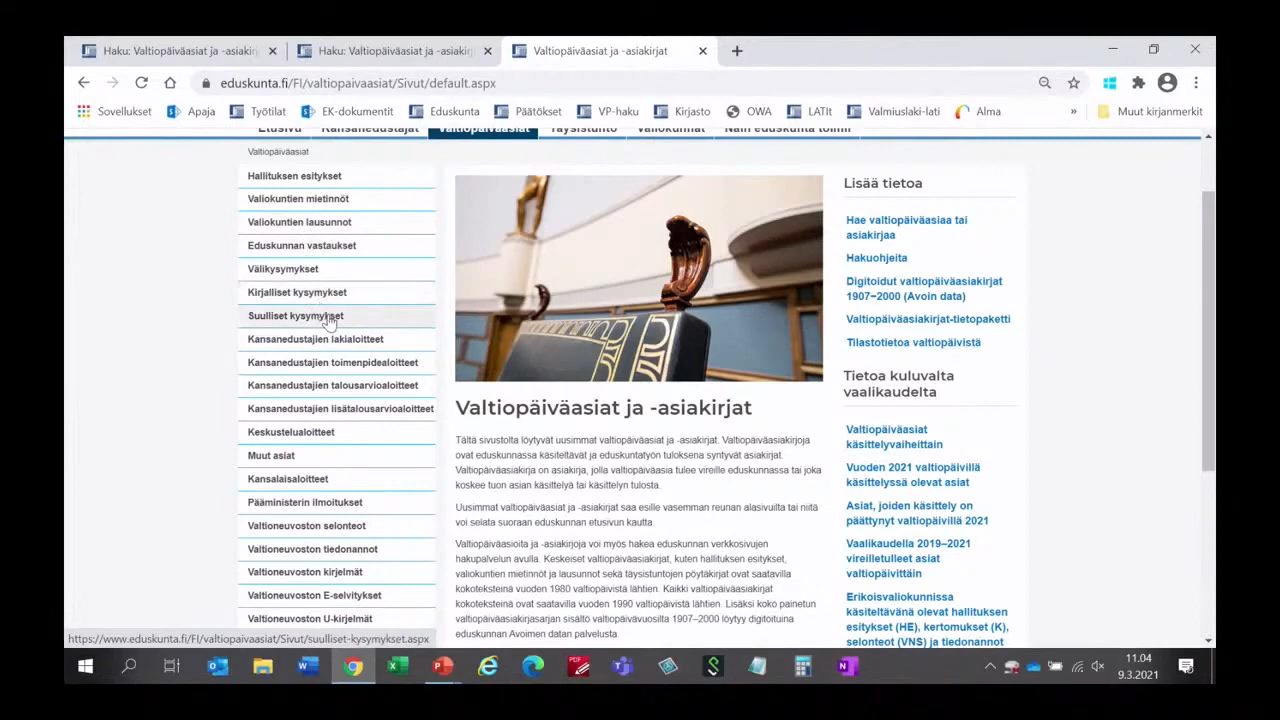 Haku: Valtiopäiväasiat ja -asiakirj
Haku: Valtiopäiväasiat ja -asiakirj
Valtiopäiväasiat ja -asiakirjat
eduskunta.fi/FI/valtiopaivaasiat/Sivut/default.aspx
Sovellukset
Apaja
Työtilat
EK-dokumentit
Eduskunta
Päätökset
VP-haku
Kirjasto
OWA
LATIt
Valmiuslaki-lati
Alma
»
Muut kirjanmerkit
Etusivu
Kansanedustajat
Valtiopäiväasiat
Täysistunto
Valiokunnat
Näin eduskunta toimii
Valtiopäiväasiat
Hallituksen esitykset
Valiokuntien mietinnöt
Valiokuntien lausunnot
Eduskunnan vastaukset
Välikysymykset
Kirjalliset kysymykset
Suulliset kysymykset
Kansanedustajien lakialoitteet
Kansanedustajien toimenpidealoitteet
Kansanedustajien talousarvioaloitteet
Kansanedustajien lisätalousarvioaloitteet
Keskustelualoitteet
Muut asiat
Kansalaisaloitteet
Pääministerin ilmoitukset
Valtioneuvoston selonteot
Valtioneuvoston tiedonannot
Valtioneuvoston kirjelmät
Valtioneuvoston E-selvitykset
Valtioneuvoston U-kirjelmät
Valtiopäiväasiat ja -asiakirjat
Tältä sivustolta löytyvät uusimmat valtiopäiväasiat ja -asiakirjat. Valtiopäiväasiakirjoja
ovat eduskunnassa käsiteltävät ja eduskuntatyön tuloksena syntyvät asiakirjat.
Valtiopäiväasiakirja on asiakirja, jolla valtiopäiväasia tulee vireille eduskunnassa tai joka
koskee tuon asian käsittelyä tai käsittelyn tulosta.
Uusimmat valtiopäiväasiat ja -asiakirjat saa esille vasemman reunan alasivuilta tai niitä
voi selata suoraan eduskunnan etusivun kautta.
Valtiopäiväasioita ja -asiakirjoja voi myös hakea eduskunnan verkkosivujen
hakupalvelun avulla. Keskeiset valtiopäiväasiakirjat, kuten hallituksen esitykset,
valiokuntien mietinnöt ja lausunnot sekä täysistuntojen pöytäkirjat ovat saatavilla
kokoteksteinä vuoden 1980 valtiopäivistä lähtien. Kaikki valtiopäiväasiakirjat
kokoteksteinä ovat saatavilla vuoden 1990 valtiopäivistä lähtien. Lisäksi koko painetun
valtiopäiväasiakirjasarjan sisältö valtiopäivävuosilta 1907–2000 löytyy digitoituina
eduskunnan Avoimen datan palvelusta.
Lisää tietoa
Hae valtiopäiväasiaa tai
asiakirjaa
Hakuohjeita
Digitoidut valtiopäiväasiakirjat
1907–2000 (Avoin data)
Valtiopäiväasiakirjat-tietopaketti
Tilastotietoa valtiopäivistä
Tietoa kuluvalta
vaalikaudelta
Valtiopäiväasiat
käsittelyvaiheittain
Vuoden 2021 valtiopäivillä
käsittelyssä olevat asiat
Asiat, joiden käsittely on
päättynyt valtiopäivillä 2021
Vaalikaudella 2019–2021
vireilletulleet asiat
valtiopäivittäin
Erikoisvaliokunnissa
käsiteltävänä olevat hallituksen
esitykset (HE), kertomukset (K),
selonteot (VNS) ja tiedonannot
https://www.eduskunta.fi/FI/valtiopaivaasiat/Sivut/suulliset-kysymykset.aspx
11.04
9.3.2021